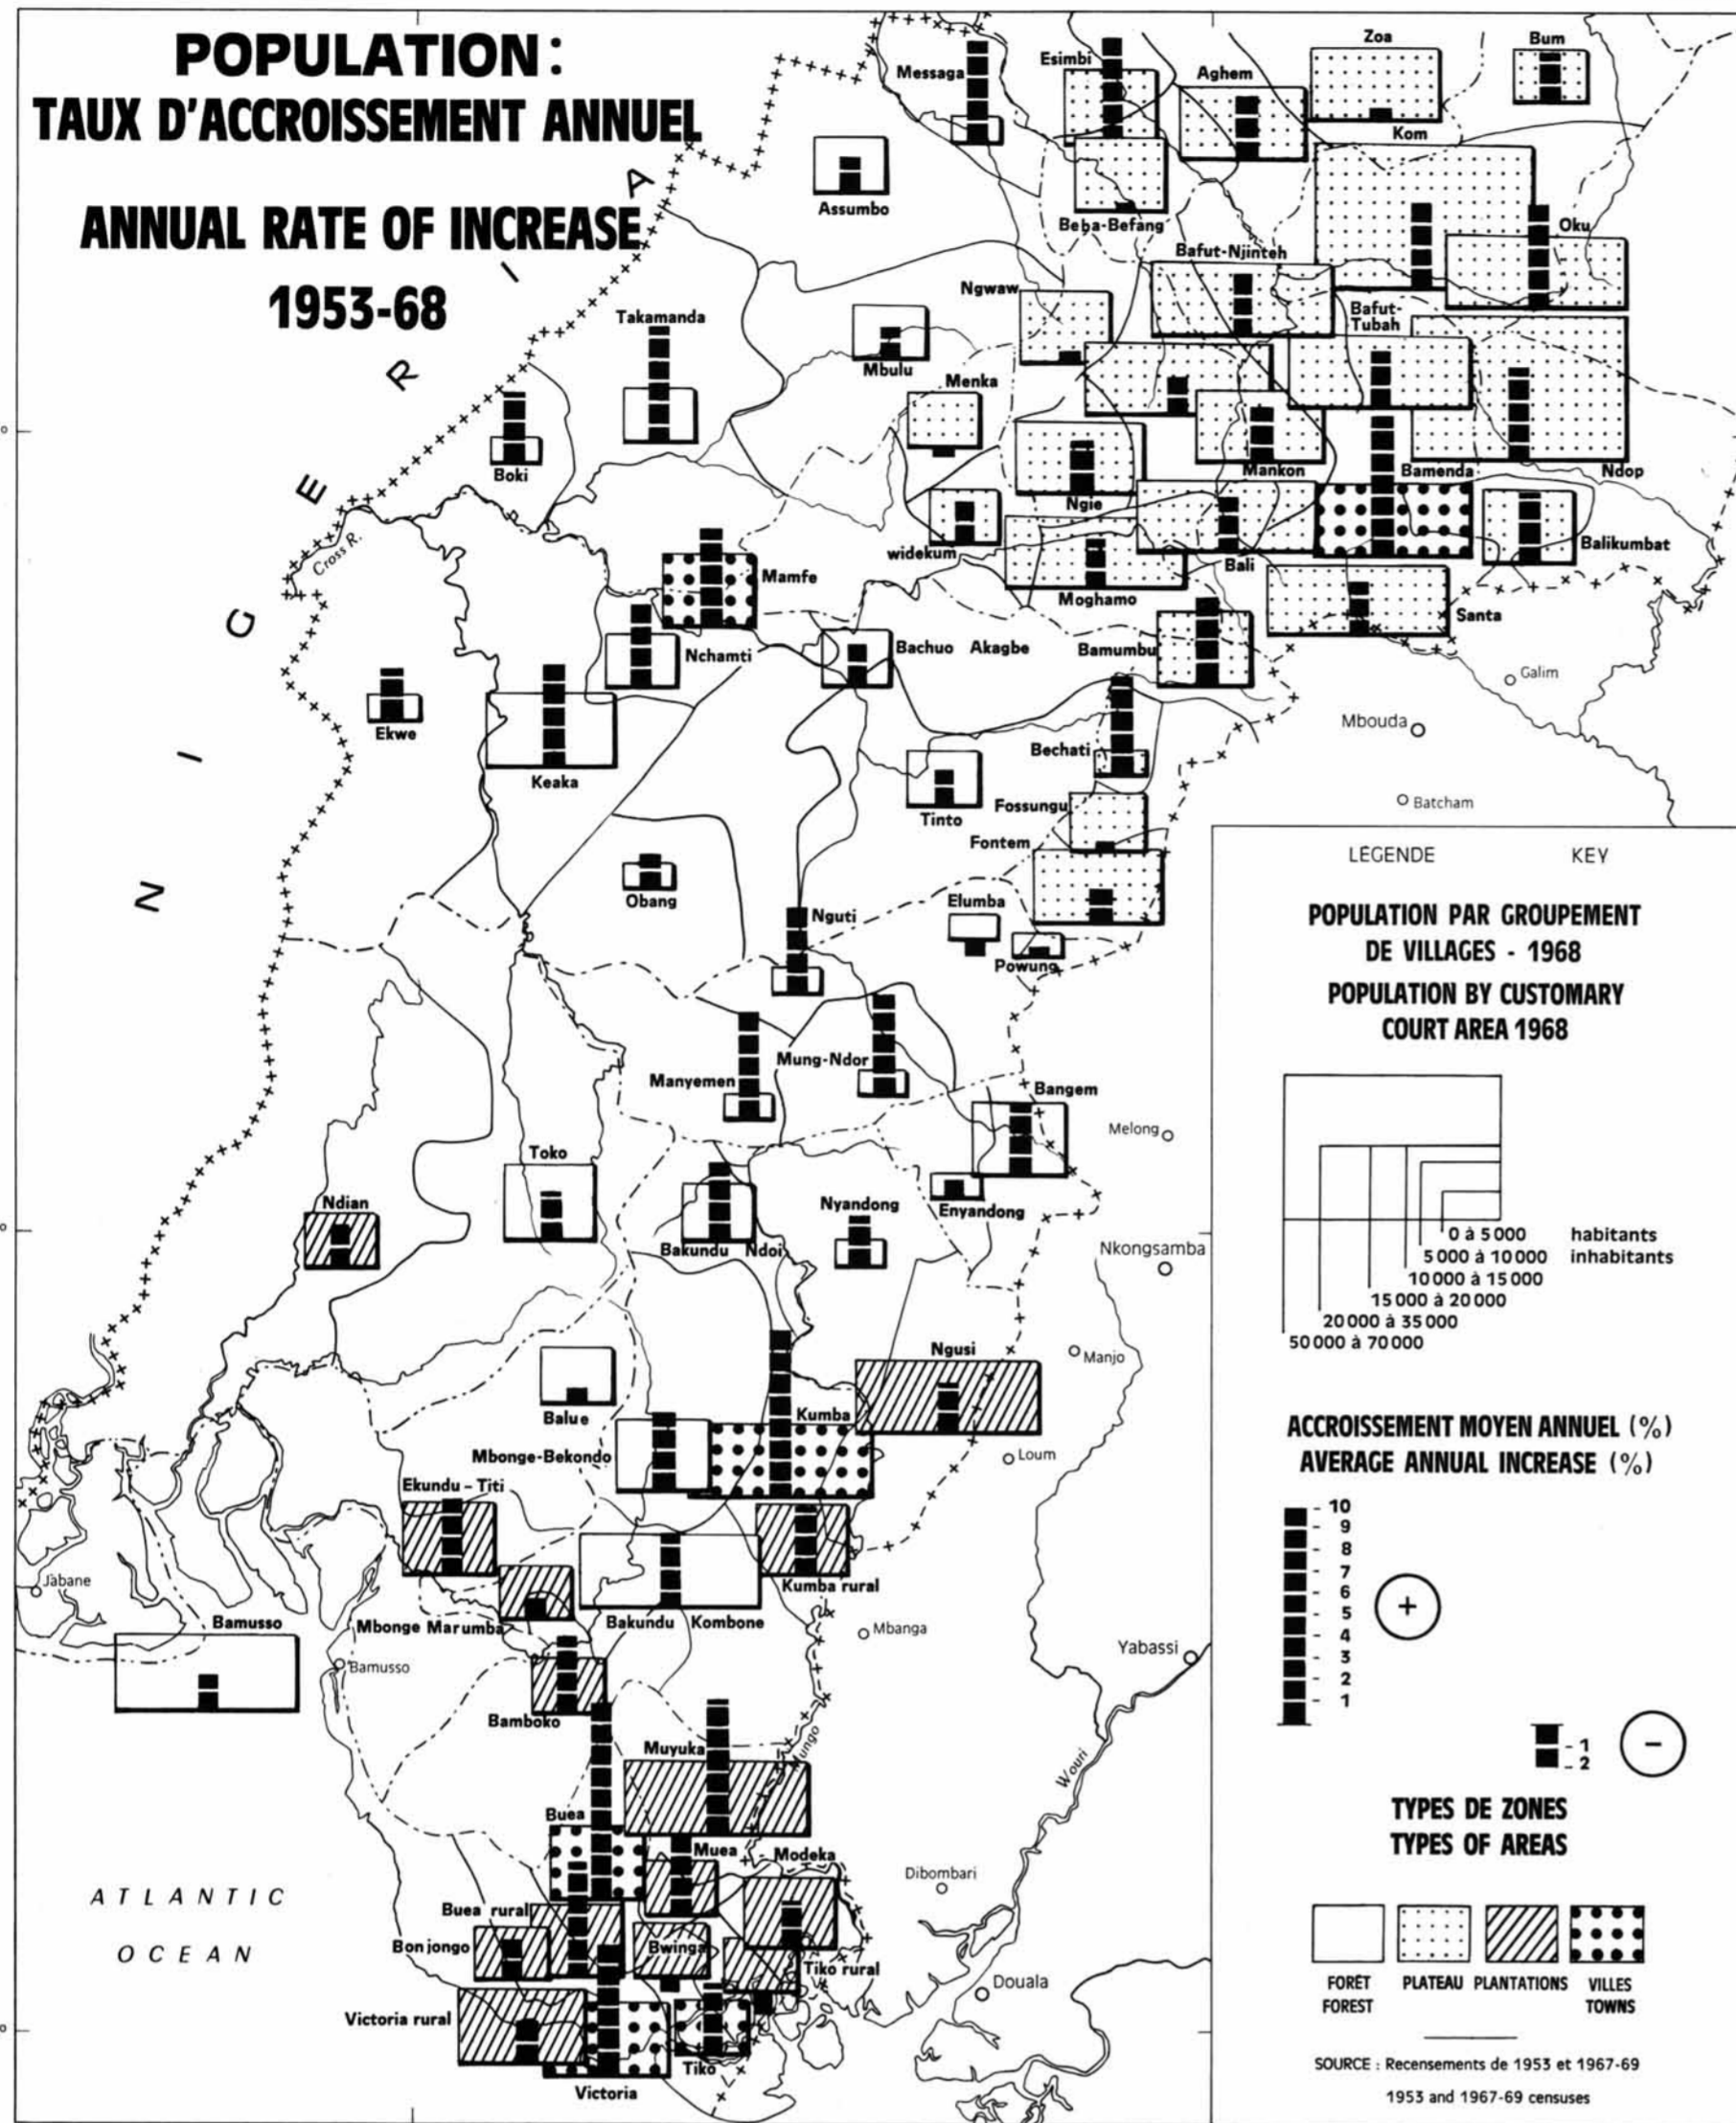 POPULATION:
TAUX D'ACCROISSEMENT ANNUEL
ANNUAL RATE OF INCREASE
1953-68
NIGERIA
Messaga
Esimbi
Aghem
Zoa
Bum
Assumbo
Kom
Beba-Befang
Oku
Bafut-Njinteh
Ngwaw
Bafut-
Tubah
Takamanda
Mbulu
Menka
Boki
Mankon
Bamenda
Ndop
Ngie
Cross R.
widekum
Balikumbat
Bali
Mamfe
Moghamo
Santa
Nchamti
Bachuo Akagbe
Bamumbu
Galim
Mbouda
Ekwe
Bechati
Keaka
Batcham
Tinto
Fossungu
Fontem
Obang
Elumba
Nguti
Powung
Mung-Ndor
Manyemen
Bangem
Melong
Toko
Ndian
Nyandong
Enyandong
Bakundu Ndoi
Nkongsamba
Ngusi
Manjo
Balue
Kumba
Mbonge-Bekondo
Loum
Ekundu-Titi
Jabane
Kumba rural
Bamusso
Mbonge Marumba
Bakundu Kombone
Mbanga
Yabassi
Bamusso
Bamboko
Muyuka
Mungo
Wouri
Buea
Muea
Modeka
Dibombari
ATLANTIC
OCEAN
Buea rural
Bonjongo
Bwinga
Tiko rural
Douala
Victoria rural
Tiko
Victoria
LÉGENDE KEY
POPULATION PAR GROUPEMENT
DE VILLAGES - 1968
POPULATION BY CUSTOMARY
COURT AREA 1968
0 à 5 000 habitants
5 000 à 10 000 inhabitants
10 000 à 15 000
15 000 à 20 000
20 000 à 35 000
50 000 à 70 000
ACCROISSEMENT MOYEN ANNUEL (%)
AVERAGE ANNUAL INCREASE (%)
10
9
8
7
6
5 +
4
3
2
1
1 -
2
TYPES DE ZONES
TYPES OF AREAS
FORÊT PLATEAU PLANTATIONS VILLES
FOREST TOWNS
SOURCE : Recensements de 1953 et 1967-69
1953 and 1967-69 censuses